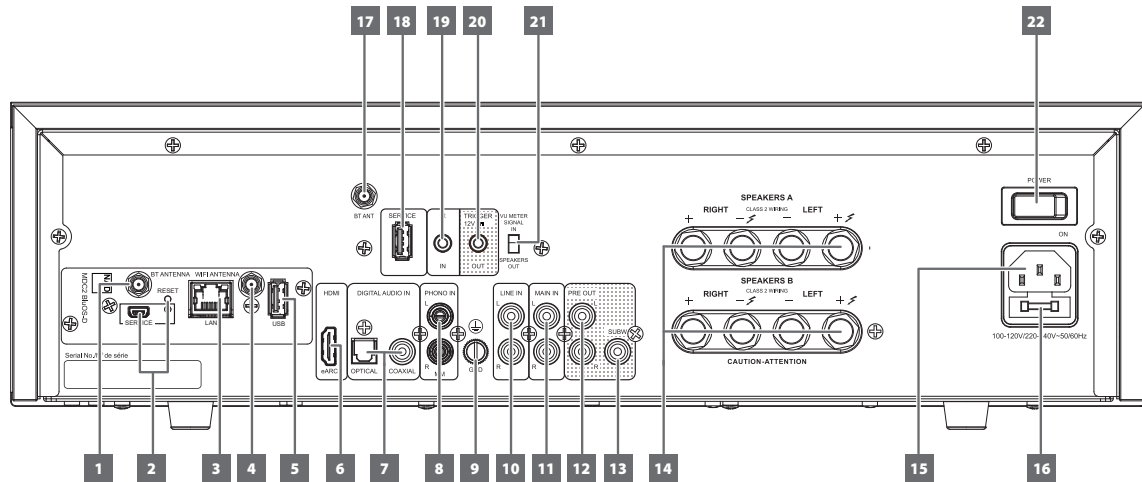 17 18 19 20 21 22
BT ANT
SERVICE
IN
TRIGGER
12V
OUT
VU METER
SIGNAL
IN
SPEAKERS
OUT
SPEAKERS A
RIGHT CLASS 2 WIRING LEFT
+ − − +
SPEAKERS B
RIGHT CLASS 2 WIRING LEFT
+ − − +
CAUTION-ATTENTION
POWER
ON
100-120V/220-240V~50/60Hz
MDC2 BluOS-D
BT ANTENNA WIFI ANTENNA
RESET
SERVICE
LAN
USB
Serial No./
de série
HDMI
eARC
DIGITAL AUDIO IN
OPTICAL COAXIAL
PHONO IN
L
R
MM
GND
LINE IN
L
R
MAIN IN
L
R
PRE OUT
L
R
SUBW
1 2 3 4 5 6 7 8 9 10 11 12 13 14 15 16